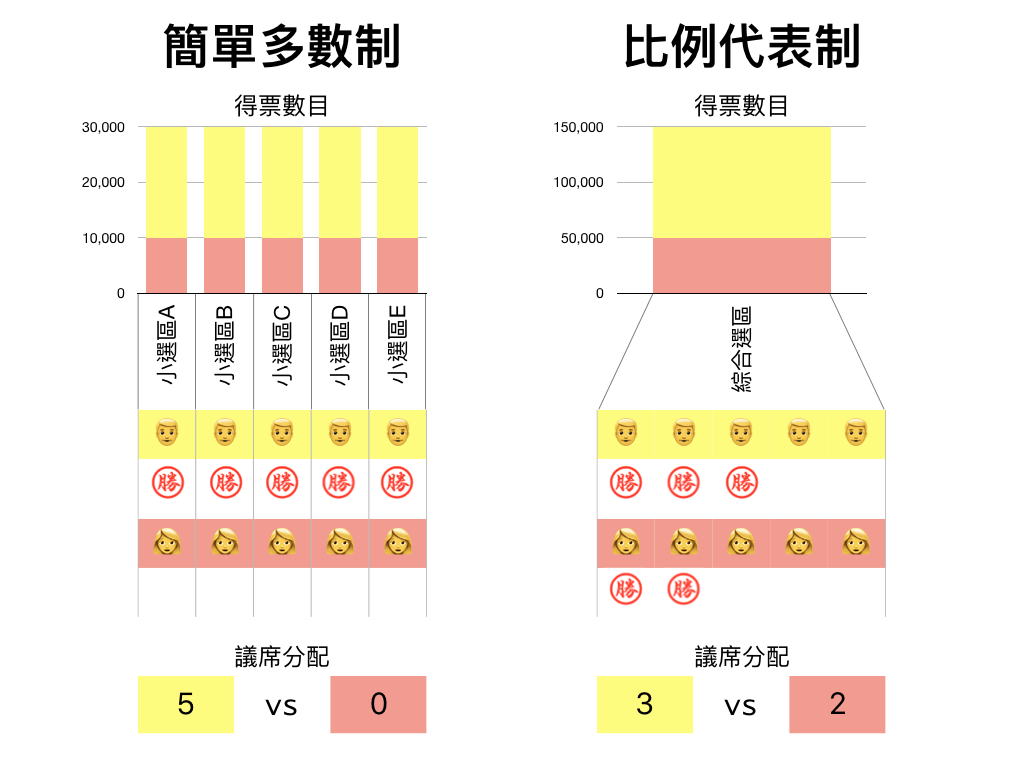 簡單多數制
得票數目
30,000
20,000
10,000
0
小選區A
小選區B
小選區C
小選區D
小選區E
勝 勝 勝 勝 勝
議席分配
5 vs 0
比例代表制
得票數目
150,000
100,000
50,000
0
綜合選區
勝 勝 勝
勝 勝
議席分配
3 vs 2